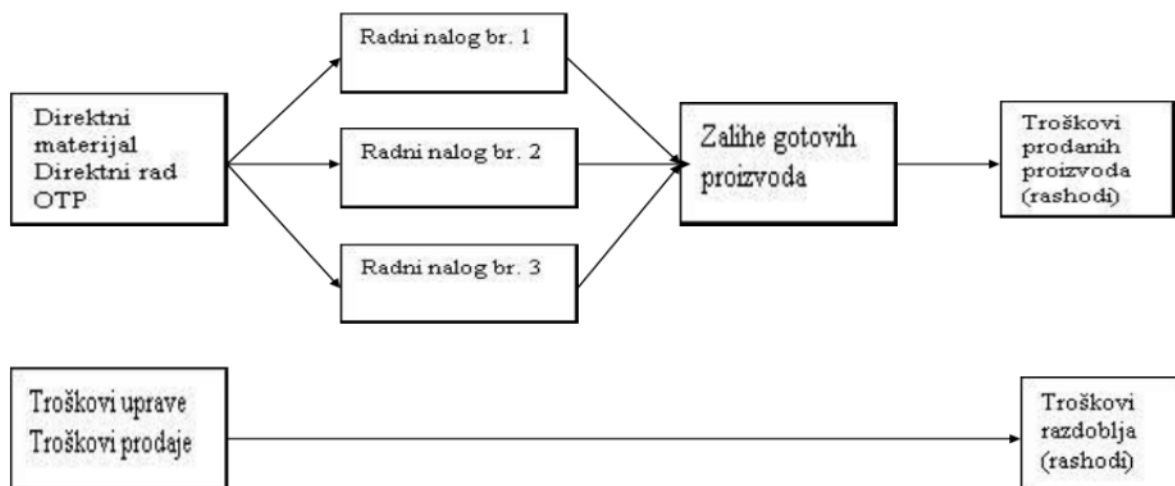 Direktni
materijal
Direktni rad
OTP
Radni nalog br. 1
Radni nalog br. 2
Radni nalog br. 3
Zalihe gotovih
proizvoda
Troškovi
prodanih
proizvoda
(rashodi)
Troškovi uprave
Troškovi prodaje
Troškovi
razdoblja
(rashodi)